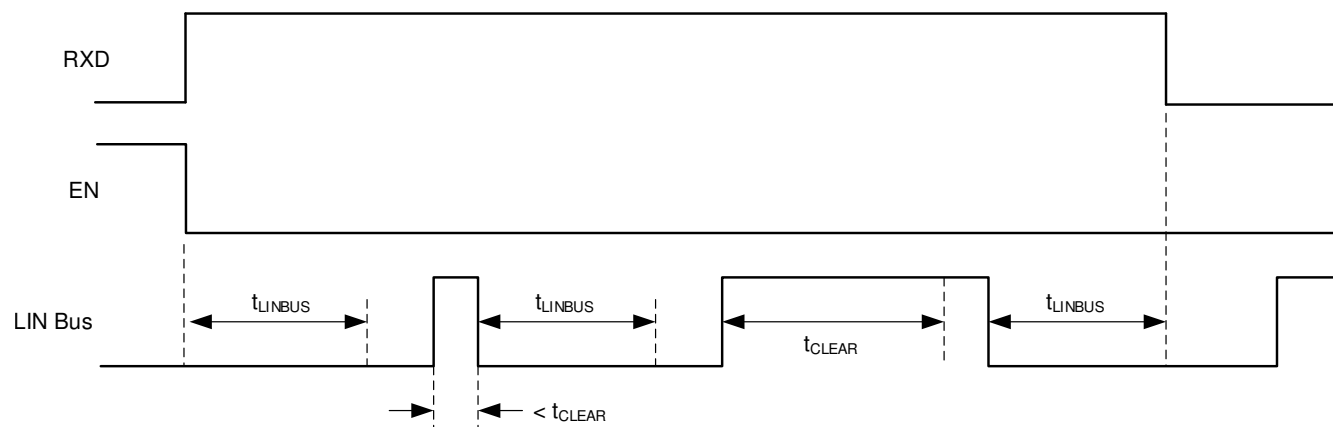 RXD
EN
LIN Bus
tLINBUS
tLINBUS
tCLEAR
tLINBUS
< tCLEAR